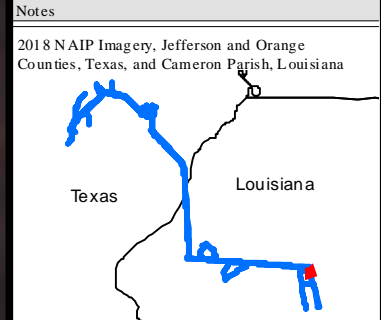 Notes
2018 NAIP Imagery, Jefferson and Orange
Counties, Texas, and Cameron Parish, Louisiana
Texas
Louisiana